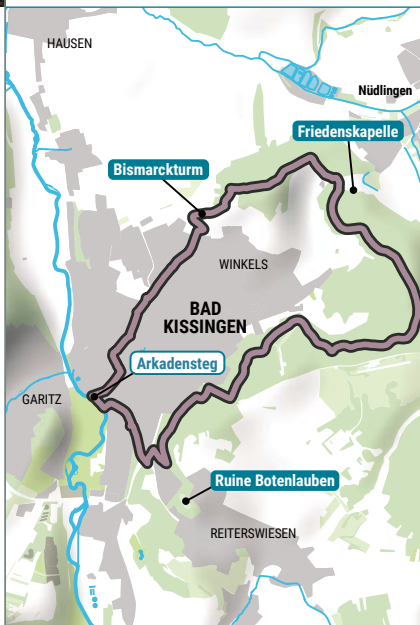 HAUSEN
Nüdlingen
Friedenskapelle
Bismarckturm
WINKELS
BAD
KISSINGEN
Arkadensteg
GARITZ
Ruine Botenlauben
REITERSWIESEN